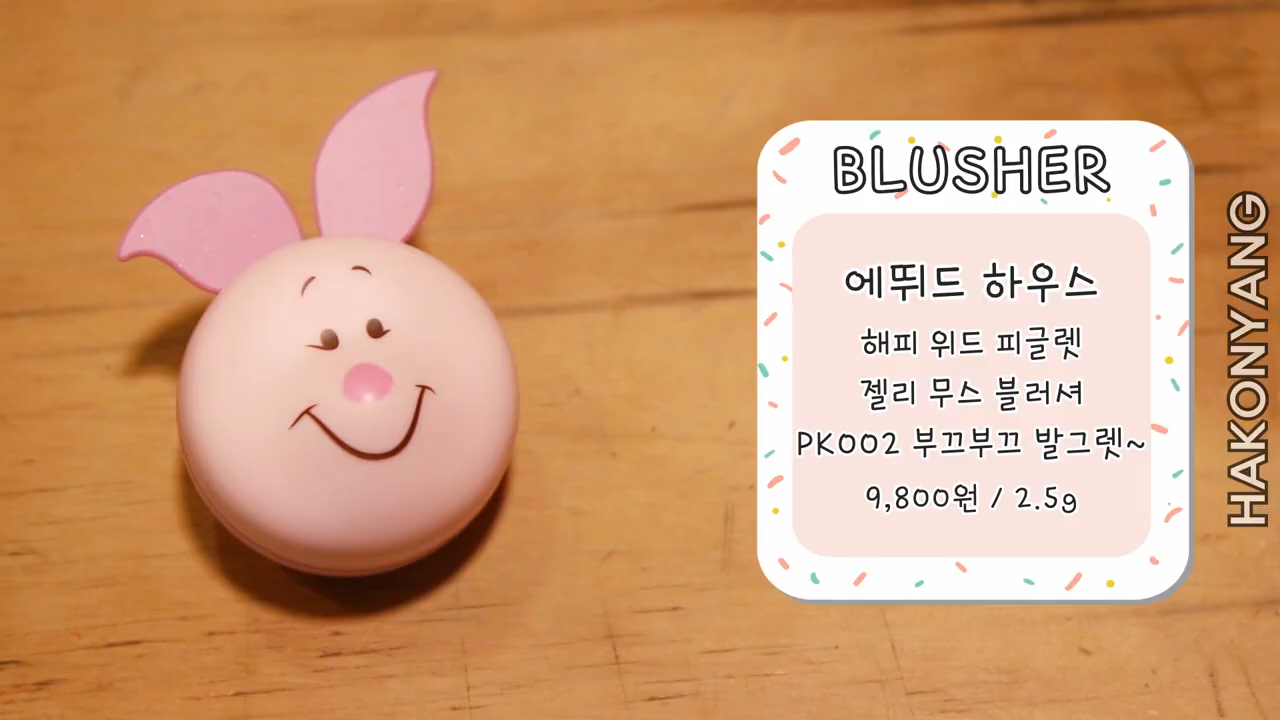 BLUSHER
에뛰드 하우스
해피 위드 피글렛
젤리 무스 블러셔
PK002 부끄부끄 발그렛~
9,800원 / 2.5g
HAKONYANG